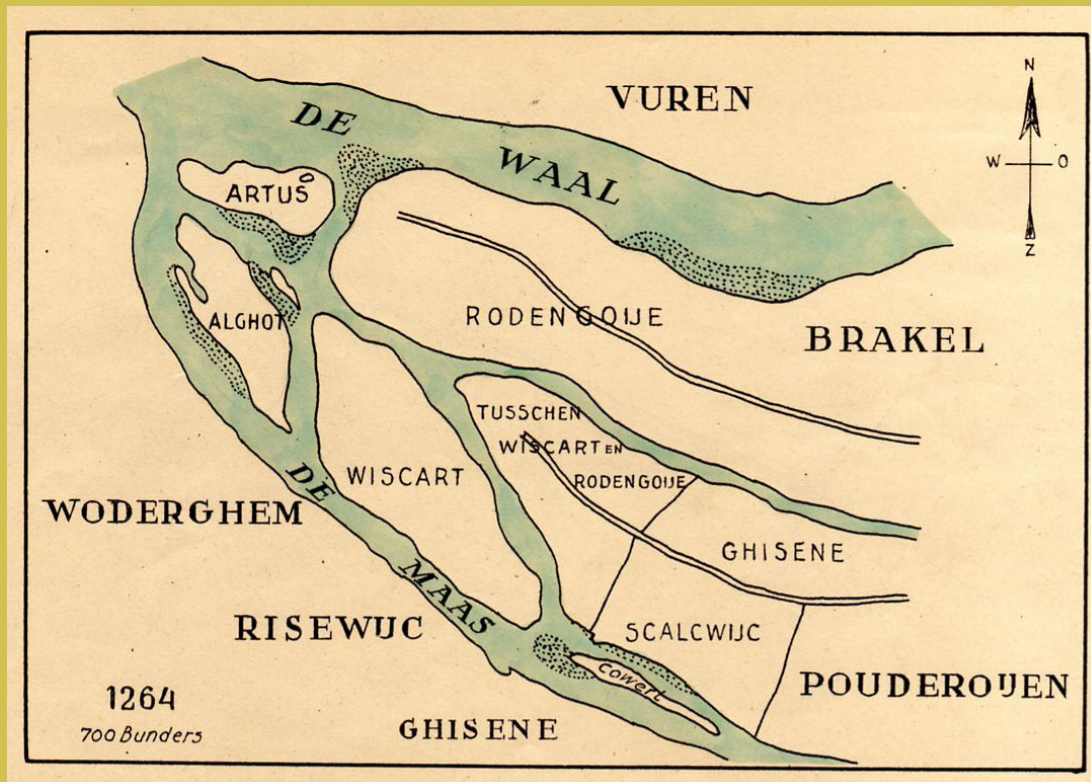 DE
WAAL
VUREN
N
W O
Z
ARTUS
ALGHOT
RODENGOIJE
BRAKEL
TUSSCHEN
WISCART EN
RODENGOIJE
WISCART
WODERGHEM
DE
MAAS
GHISENE
RISEWIJC
SCALCWIJC
Cowert
POUDEROIJEN
1264
700 Bunders
GHISENE